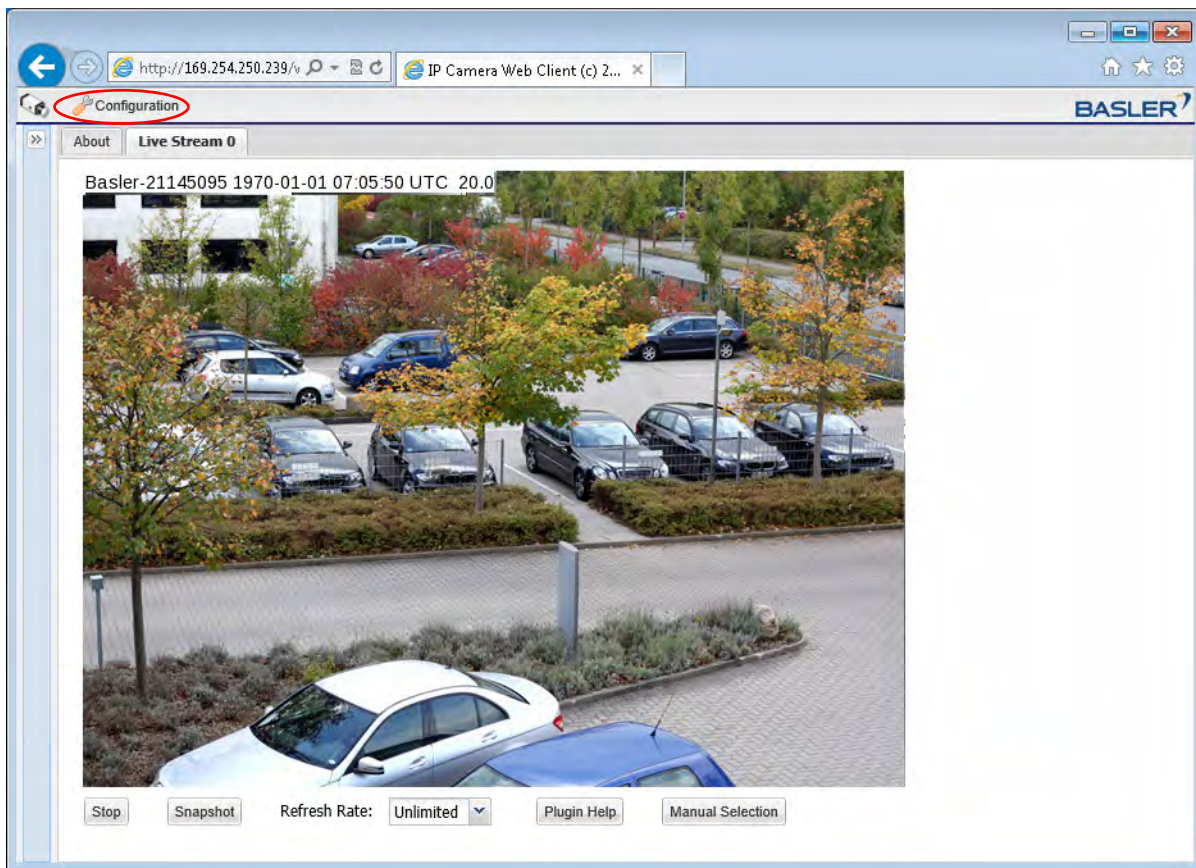 http://169.254.250.239/v
IP Camera Web Client (c) 2...
Configuration
BASLER
About
Live Stream 0
Basler-21145095 1970-01-01 07:05:50 UTC 20.0
Stop
Snapshot
Refresh Rate:
Unlimited
Plugin Help
Manual Selection